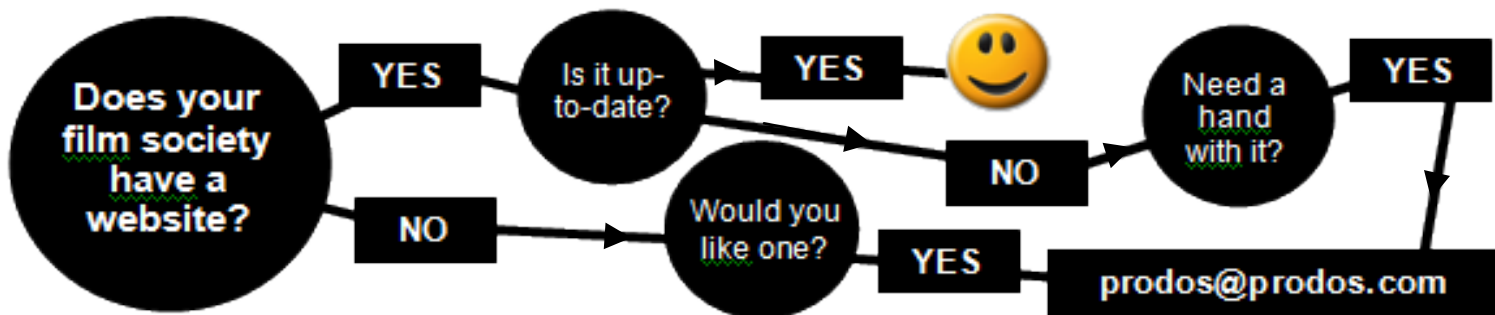 Does your
film society
have a
website?
YES
Is it up-
to-date?
YES
NO
Need a
hand
with it?
YES
NO
Would you
like one?
YES
prodos@prodos.com